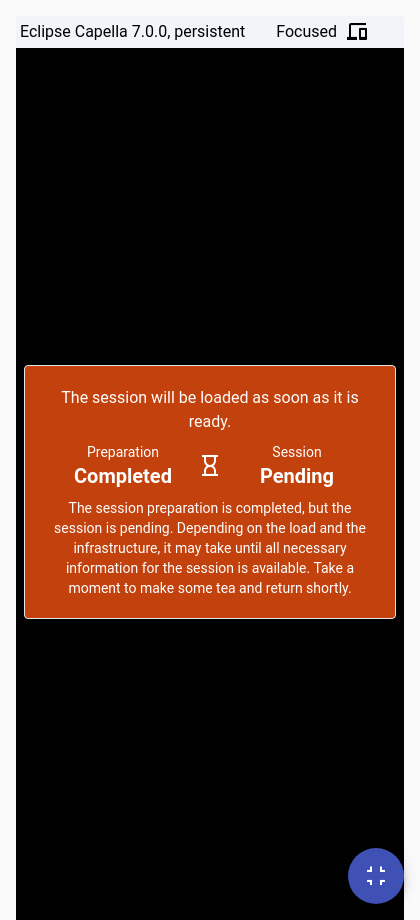 Eclipse Capella 7.0.0, persistent Focused
The session will be loaded as soon as it is
ready.
Preparation Session
Completed Pending
The session preparation is completed, but the
session is pending. Depending on the load and the
infrastructure, it may take until all necessary
information for the session is available. Take a
moment to make some tea and return shortly.